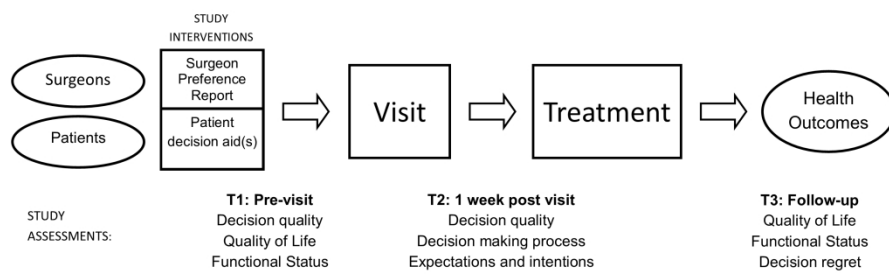 STUDY
INTERVENTIONS
Surgeons
Surgeon
Preference
Report
Patients
Patient
decision aid(s)
Visit
Treatment
Health
Outcomes
STUDY
ASSESSMENTS:
T1: Pre-visit
Decision quality
Quality of Life
Functional Status
T2: 1 week post visit
Decision quality
Decision making process
Expectations and intentions
T3: Follow-up
Quality of Life
Functional Status
Decision regret